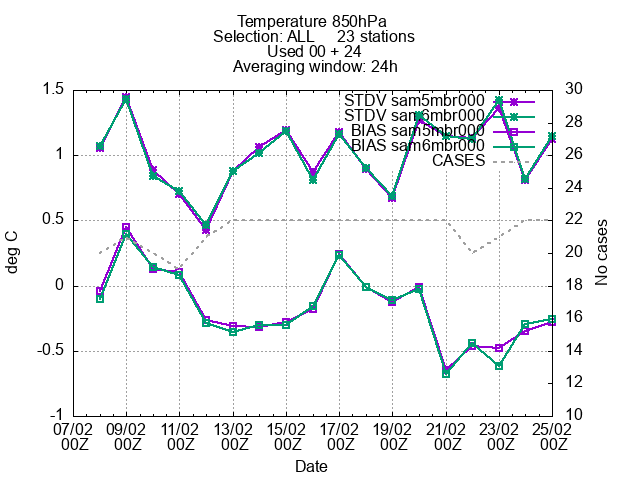 Temperature 850hPa
Selection: ALL 23 stations
Used 00 + 24
Averaging window: 24h
STDV sam5mbr000
STDV sam6mbr000
BIAS sam5mbr000
BIAS sam6mbr000
CASES
deg C
1.5
1
0.5
0
-0.5
-1
No cases
30
28
26
24
22
20
18
16
14
12
10
07/02 09/02 11/02 13/02 15/02 17/02 19/02 21/02 23/02 25/02
00Z 00Z 00Z 00Z 00Z 00Z 00Z 00Z 00Z 00Z
Date